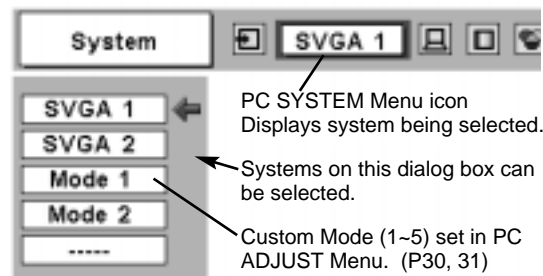 System
SVGA 1
PC SYSTEM Menu icon
Displays system being selected.
SVGA 1
SVGA 2
Mode 1
Mode 2
-----
Systems on this dialog box can
be selected.
Custom Mode (1~5) set in PC
ADJUST Menu. (P30, 31)